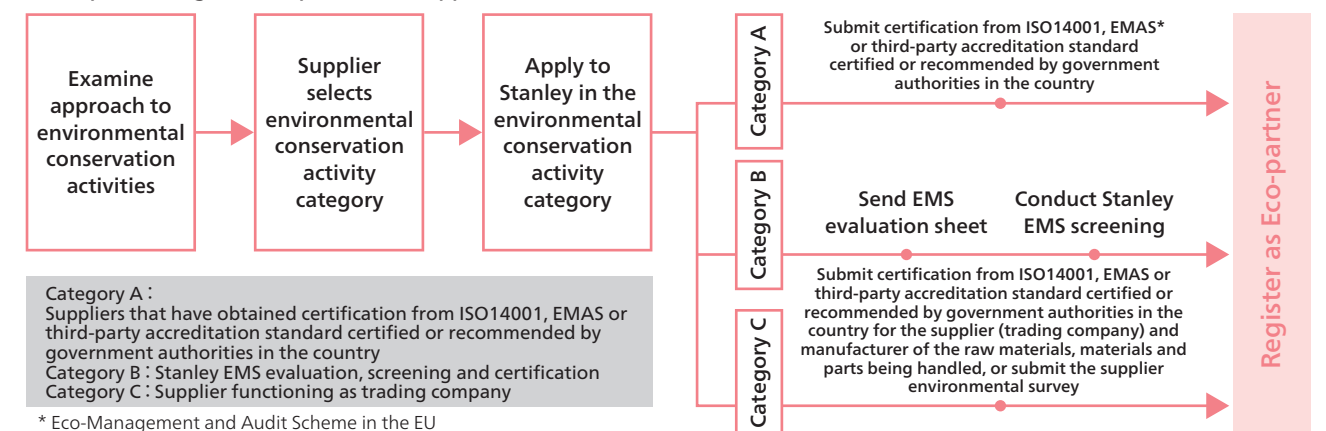 Examine
approach to
environmental
conservation
activities
Supplier
selects
environmental
conservation
activity
category
Apply to
Stanley in the
environmental
conservation
activity
category
Category A
Submit certification from ISO14001, EMAS*
or third-party accreditation standard
certified or recommended by government
authorities in the country
Category B
Send EMS
evaluation sheet
Conduct Stanley
EMS screening
Category C
Submit certification from ISO14001, EMAS or
third-party accreditation standard certified or
recommended by government authorities in the
country for the supplier (trading company) and
manufacturer of the raw materials, materials and
parts being handled, or submit the supplier
environmental survey
Register as Eco-partner
Category A :
Suppliers that have obtained certification from ISO14001, EMAS or
third-party accreditation standard certified or recommended by
government authorities in the country
Category B : Stanley EMS evaluation, screening and certification
Category C : Supplier functioning as trading company
* Eco-Management and Audit Scheme in the EU